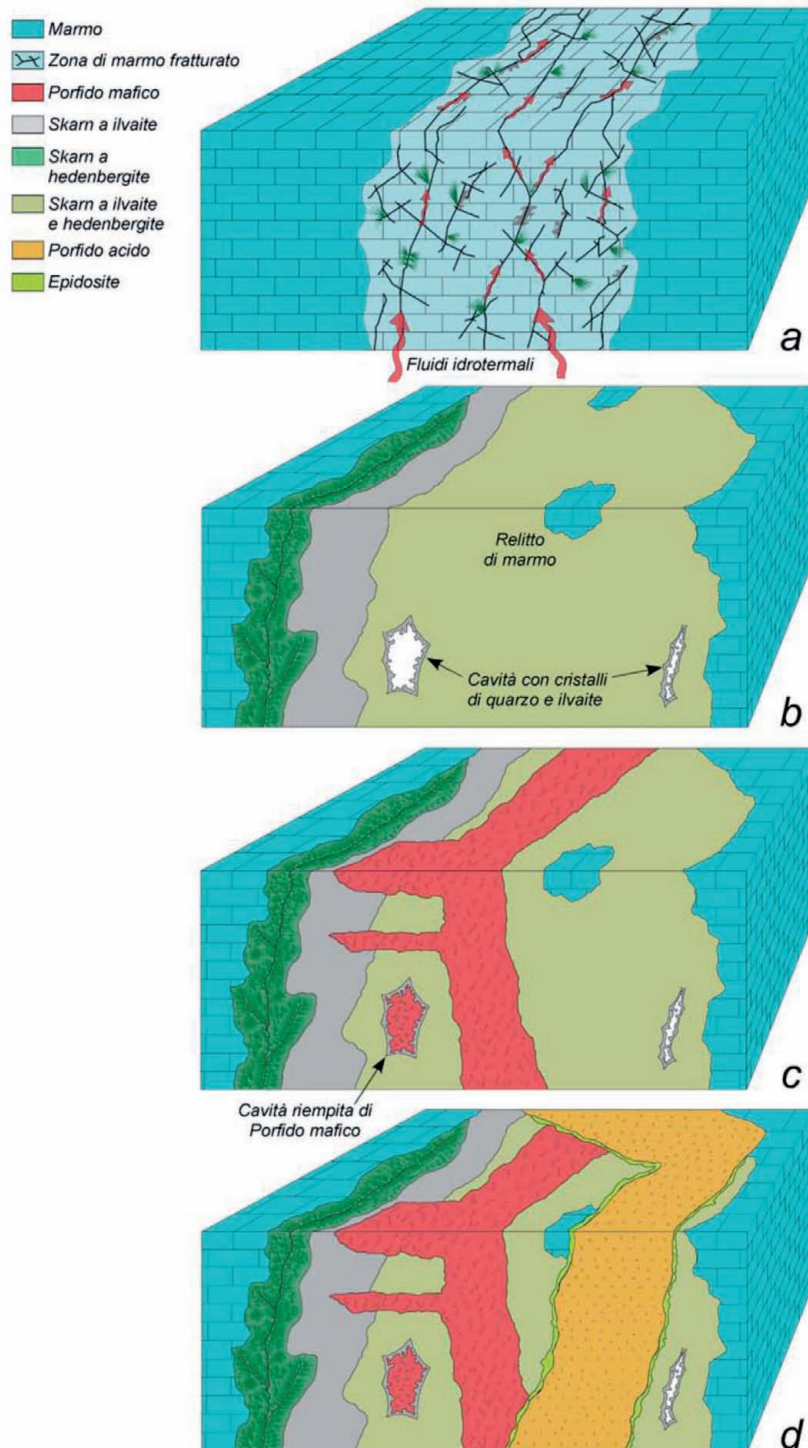 Marmo
Zona di marmo fratturato
Porfido mafico
Skarn a ilvaite
Skarn a
hedenbergite
Skarn a ilvaite
e hedenbergite
Porfido acido
Epidosite
a
Fluidi idrotermali
Relitto
di marmo
Cavità con cristalli
di quarzo e ilvaite
b
c
Cavità riempita di
Porfido mafico
d